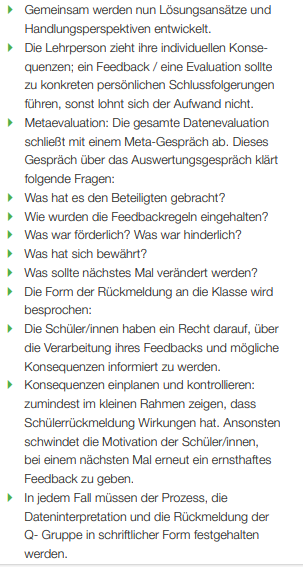 Gemeinsam werden nun Lösungsansätze und
Handlungsperspektiven entwickelt.
Die Lehrperson zieht ihre individuellen Konse-
quenzen; ein Feedback / eine Evaluation sollte
zu konkreten persönlichen Schlussfolgerungen
führen, sonst lohnt sich der Aufwand nicht.
Metaevaluation: Die gesamte Datenevaluation
schließt mit einem Meta-Gespräch ab. Dieses
Gespräch über das Auswertungsgespräch klärt
folgende Fragen:
Was hat es den Beteiligten gebracht?
Wie wurden die Feedbackregeln eingehalten?
Was war förderlich? Was war hinderlich?
Was hat sich bewährt?
Was sollte nächstes Mal verändert werden?
Die Form der Rückmeldung an die Klasse wird
besprochen:
Die Schüler/innen haben ein Recht darauf, über
die Verarbeitung ihres Feedbacks und mögliche
Konsequenzen informiert zu werden.
Konsequenzen einplanen und kontrollieren:
zumindest im kleinen Rahmen zeigen, dass
Schülerrückmeldung Wirkungen hat. Ansonsten
schwindet die Motivation der Schüler/innen,
bei einem nächsten Mal erneut ein ernsthaftes
Feedback zu geben.
In jedem Fall müssen der Prozess, die
Dateninterpretation und die Rückmeldung der
Q- Gruppe in schriftlicher Form festgehalten
werden.